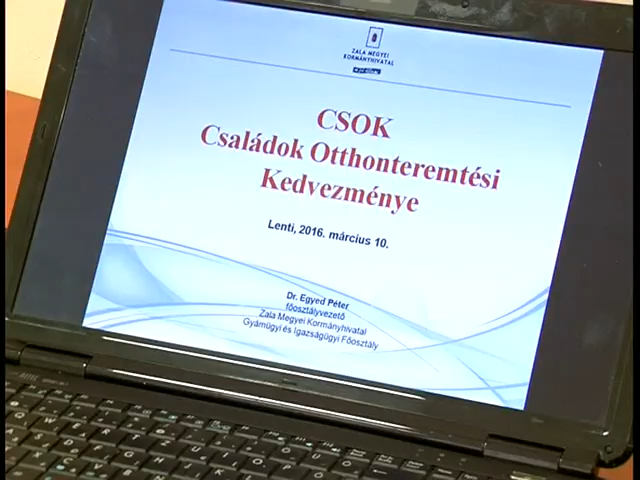 ZALA MEGYEI
KORMÁNYHIVATAL
CSOK
Családok Otthonteremtési
Kedvezménye
Lenti, 2016. március 10.
Dr. Egyed Péter
főosztályvezető
Zala Megyei Kormányhivatal
Gyámügyi és Igazságügyi Főosztály